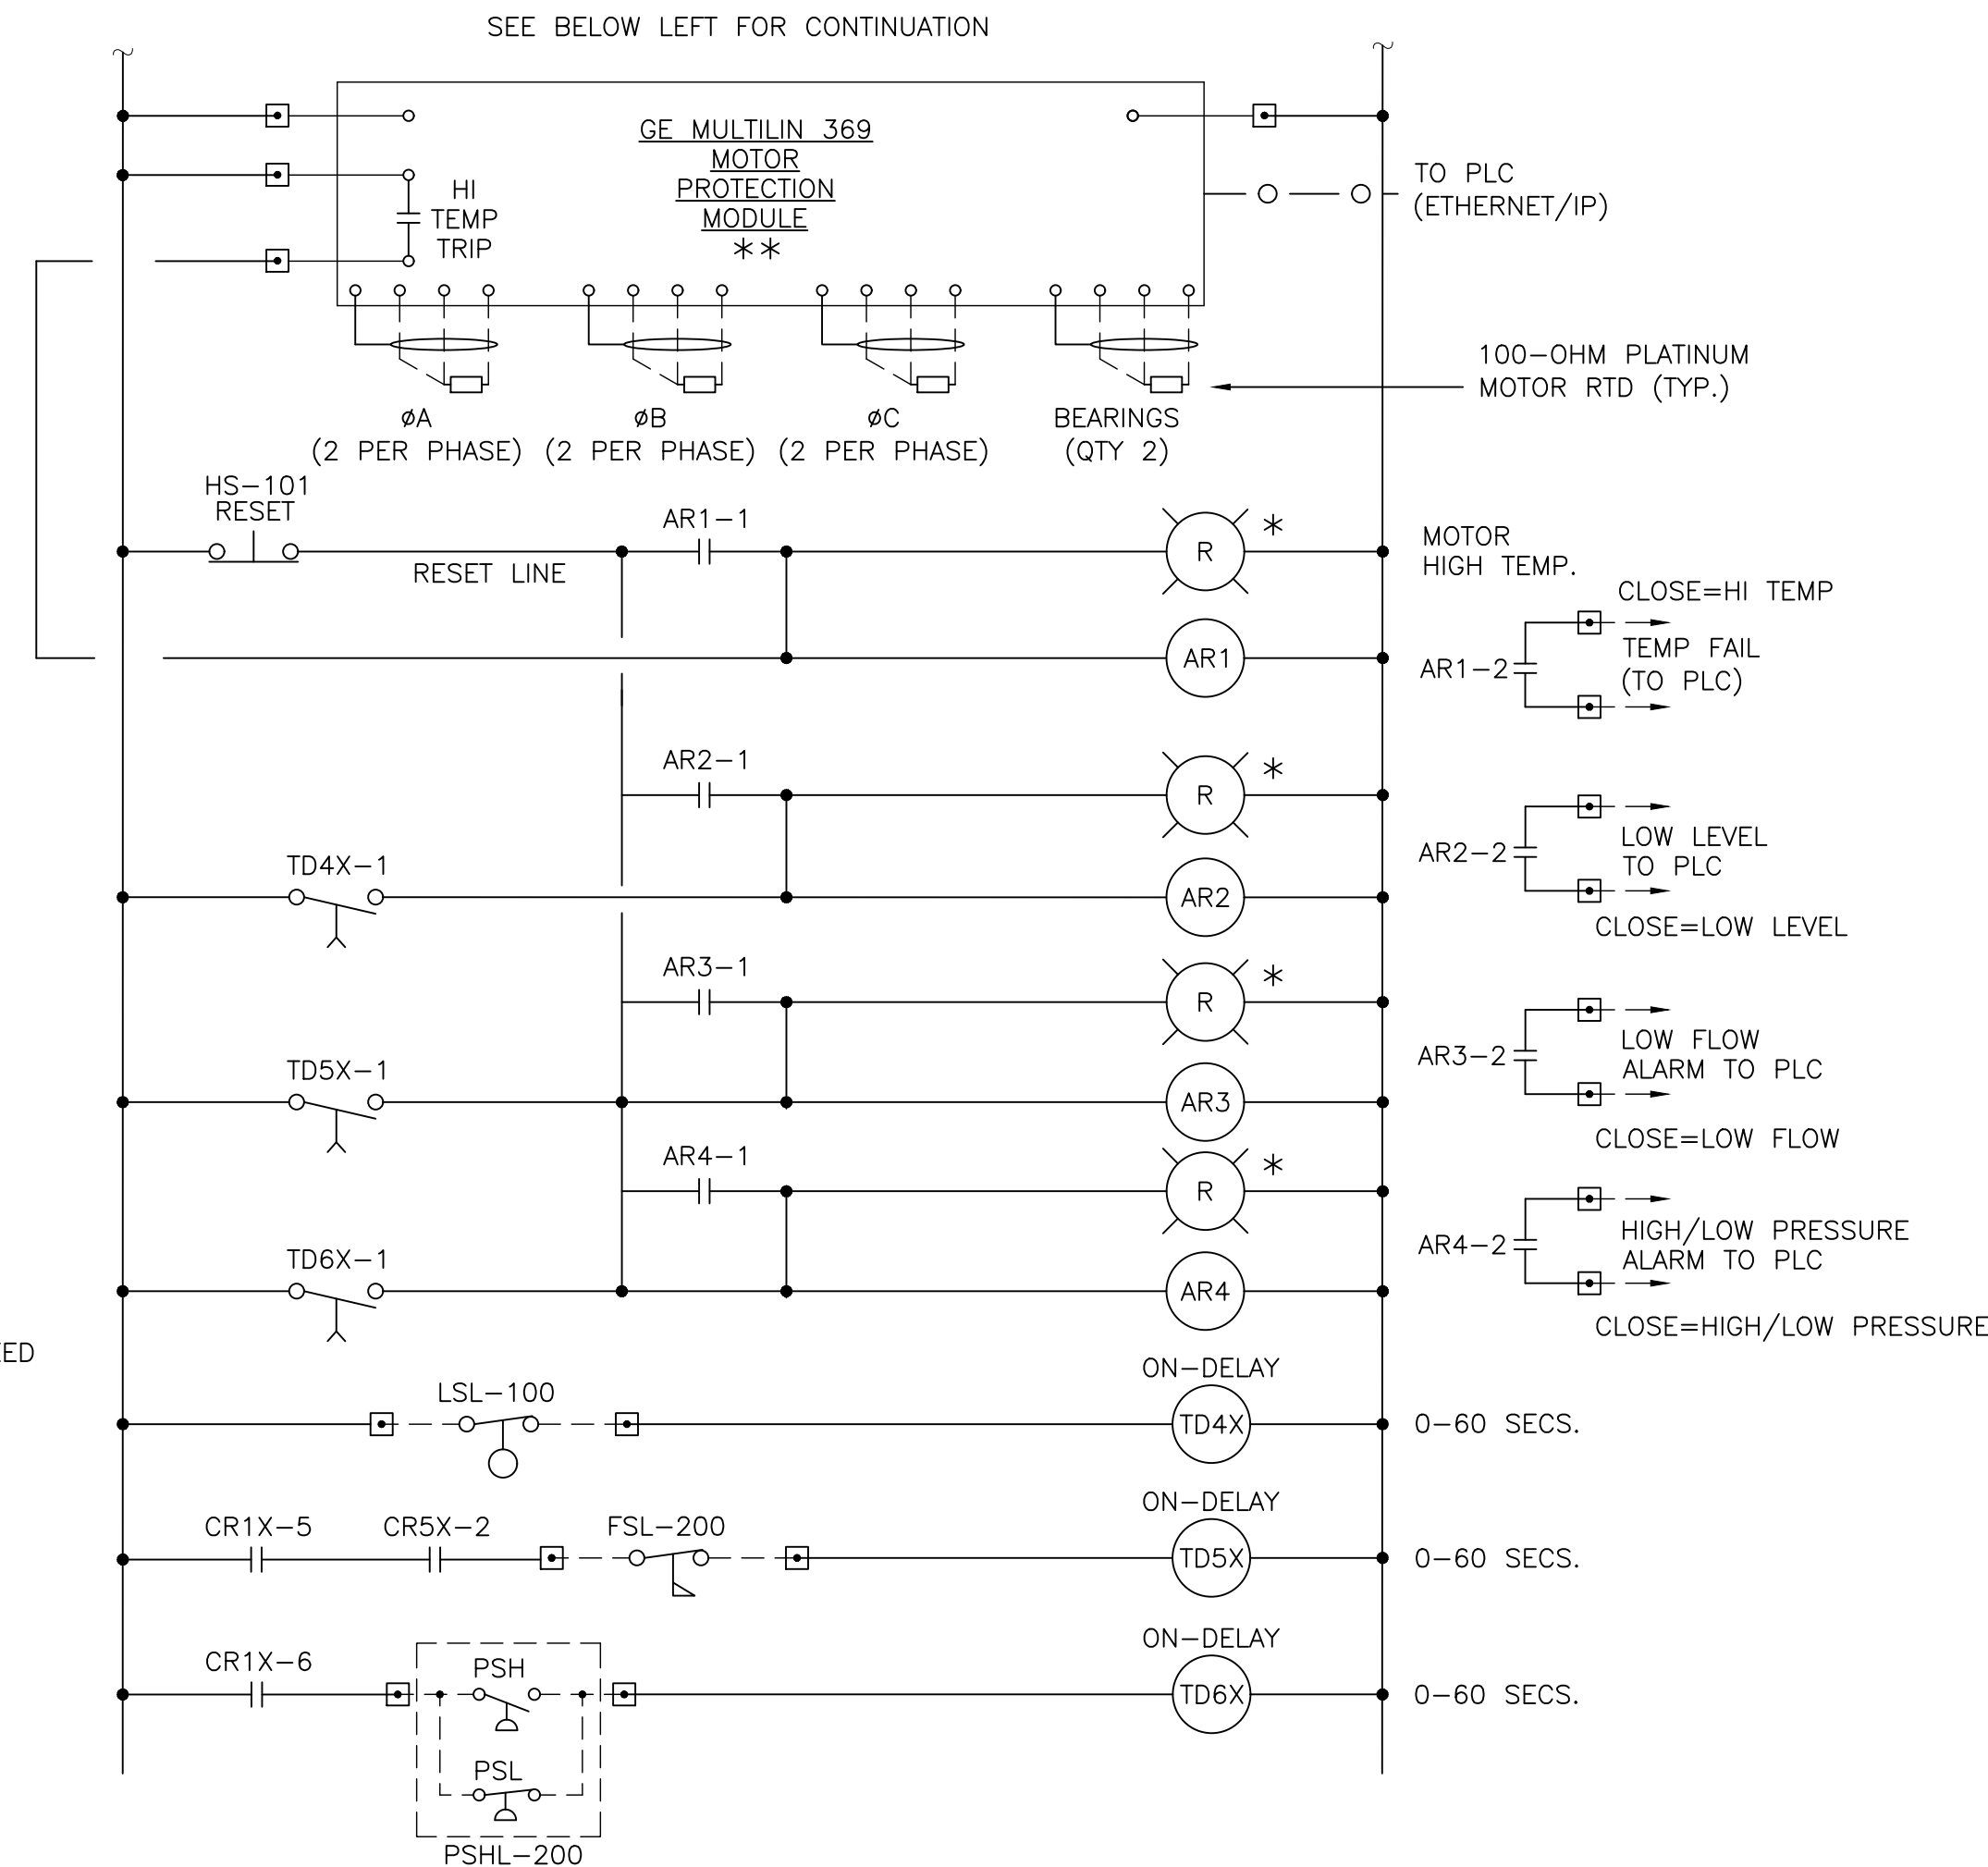 SEE BELOW LEFT FOR CONTINUATION
GE MULTILIN 369
MOTOR
PROTECTION
MODULE
**
HI
TEMP
TRIP
TO PLC
(ETHERNET/IP)
100-OHM PLATINUM
MOTOR RTD (TYP.)
øA
(2 PER PHASE)
øB
(2 PER PHASE)
øC
(2 PER PHASE)
BEARINGS
(QTY 2)
HS-101
RESET
RESET LINE
AR1-1
R
*
MOTOR
HIGH TEMP.
AR1
CLOSE=HI TEMP
AR1-2
TEMP FAIL
(TO PLC)
AR2-1
R
*
TD4X-1
AR2
AR2-2
LOW LEVEL
TO PLC
CLOSE=LOW LEVEL
AR3-1
R
*
TD5X-1
AR3
AR3-2
LOW FLOW
ALARM TO PLC
CLOSE=LOW FLOW
AR4-1
R
*
TD6X-1
AR4
AR4-2
HIGH/LOW PRESSURE
ALARM TO PLC
CLOSE=HIGH/LOW PRESSURE
EED
LSL-100
ON-DELAY
TD4X
0-60 SECS.
CR1X-5
CR5X-2
FSL-200
ON-DELAY
TD5X
0-60 SECS.
CR1X-6
PSH
PSL
PSHL-200
ON-DELAY
TD6X
0-60 SECS.